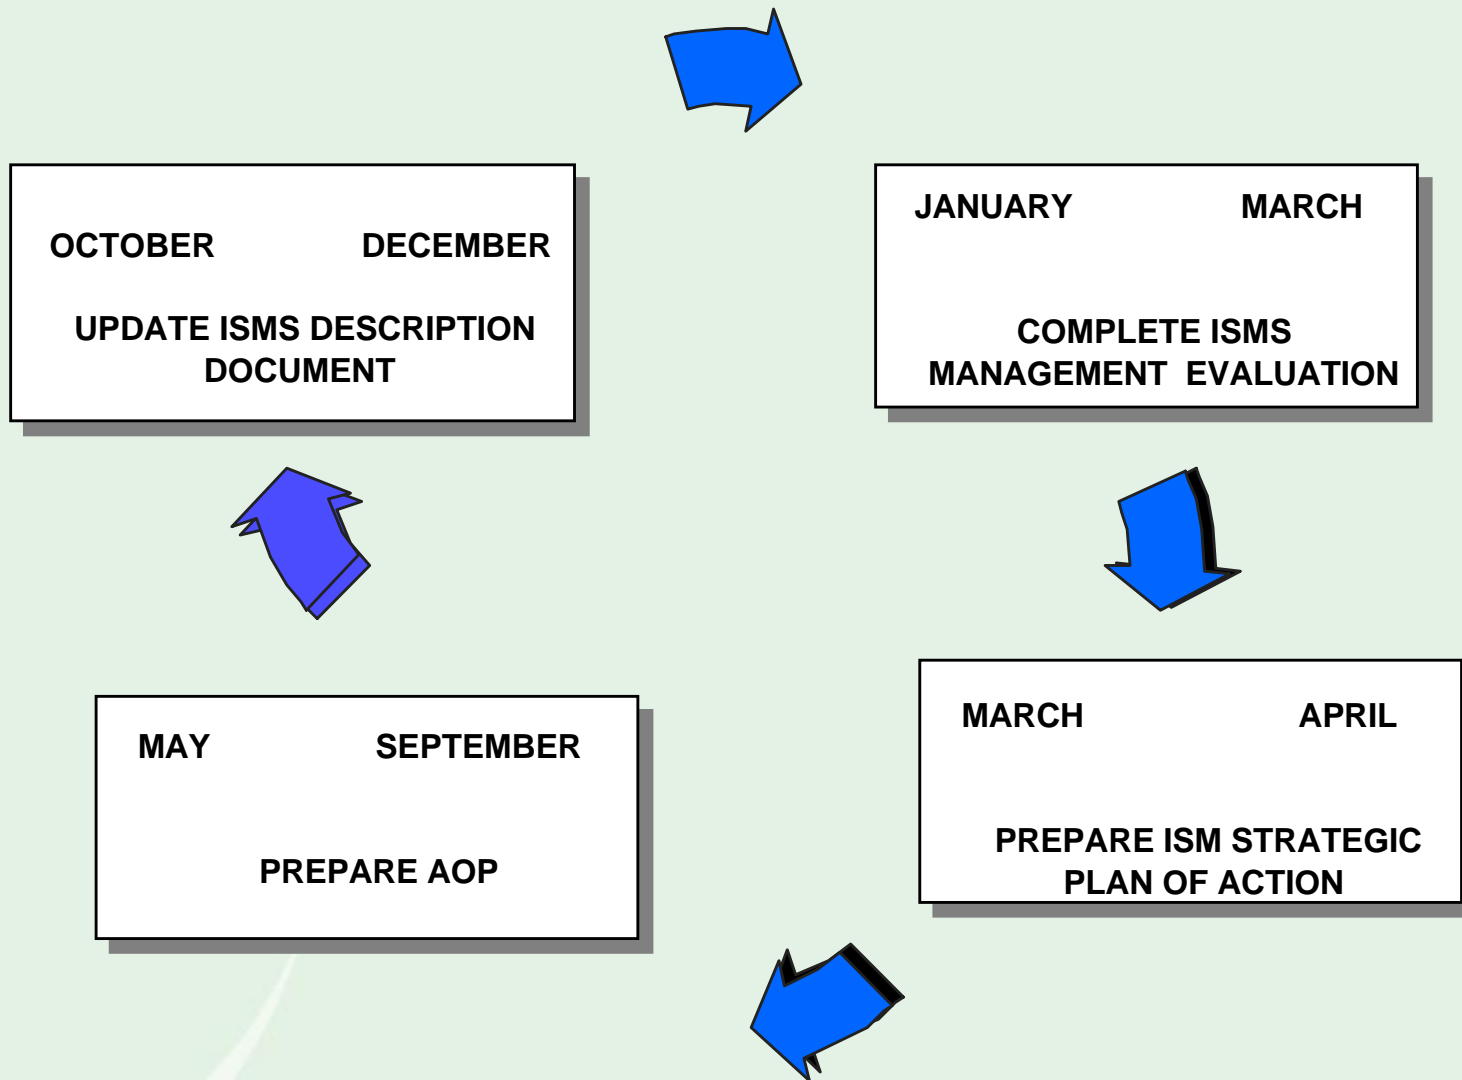 OCTOBER DECEMBER
UPDATE ISMS DESCRIPTION
DOCUMENT
JANUARY MARCH
COMPLETE ISMS
MANAGEMENT EVALUATION
MAY SEPTEMBER
PREPARE AOP
MARCH APRIL
PREPARE ISM STRATEGIC
PLAN OF ACTION